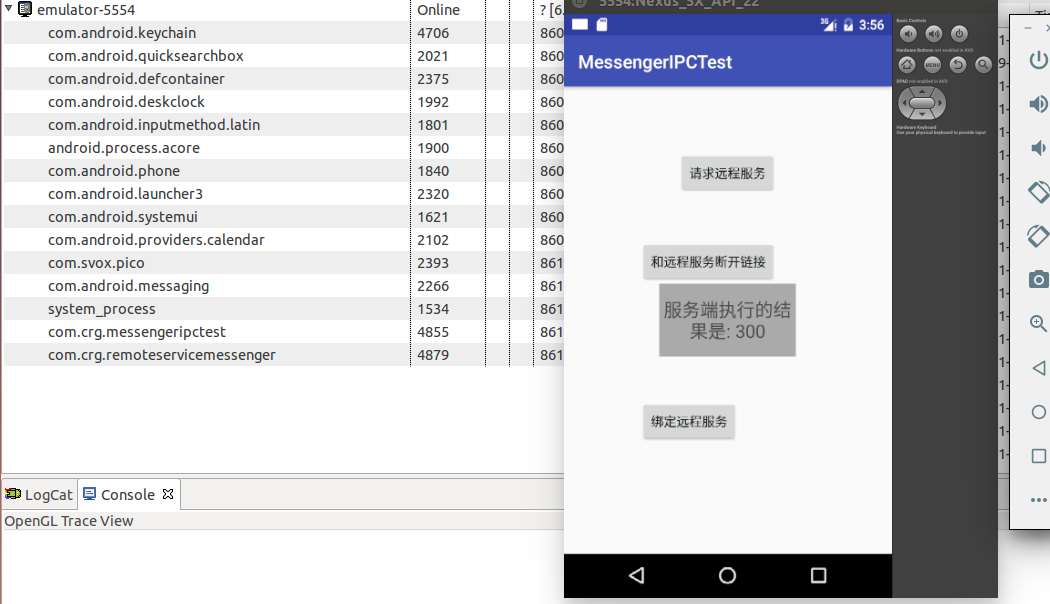 emulator-5554 Online ? [6.
com.android.keychain 4706 860
com.android.quicksearchbox 2021 860
com.android.defcontainer 2375 860
com.android.deskclock 1992 860
com.android.inputmethod.latin 1801 860
android.process.acore 1900 860
com.android.phone 1840 860
com.android.launcher3 2320 860
com.android.systemui 1621 860
com.android.providers.calendar 2102 860
com.svox.pico 2393 861
com.android.messaging 2266 861
system_process 1534 861
com.crg.messengeripctest 4855 861
com.crg.remoteservicemessenger 4879 861
LogCat Console
OpenGL Trace View
5554:Nexus_5X_API_22
3G 3:56
MessengerIPCTest
请求远程服务
和远程服务断开链接
服务端执行的结
果是: 300
绑定远程服务
Basic Controls
Hardware Buttons not enabled in AVD
MENU
DPAD not enabled in AVD
Hardware Keyboard
Use your physical keyboard to provide input